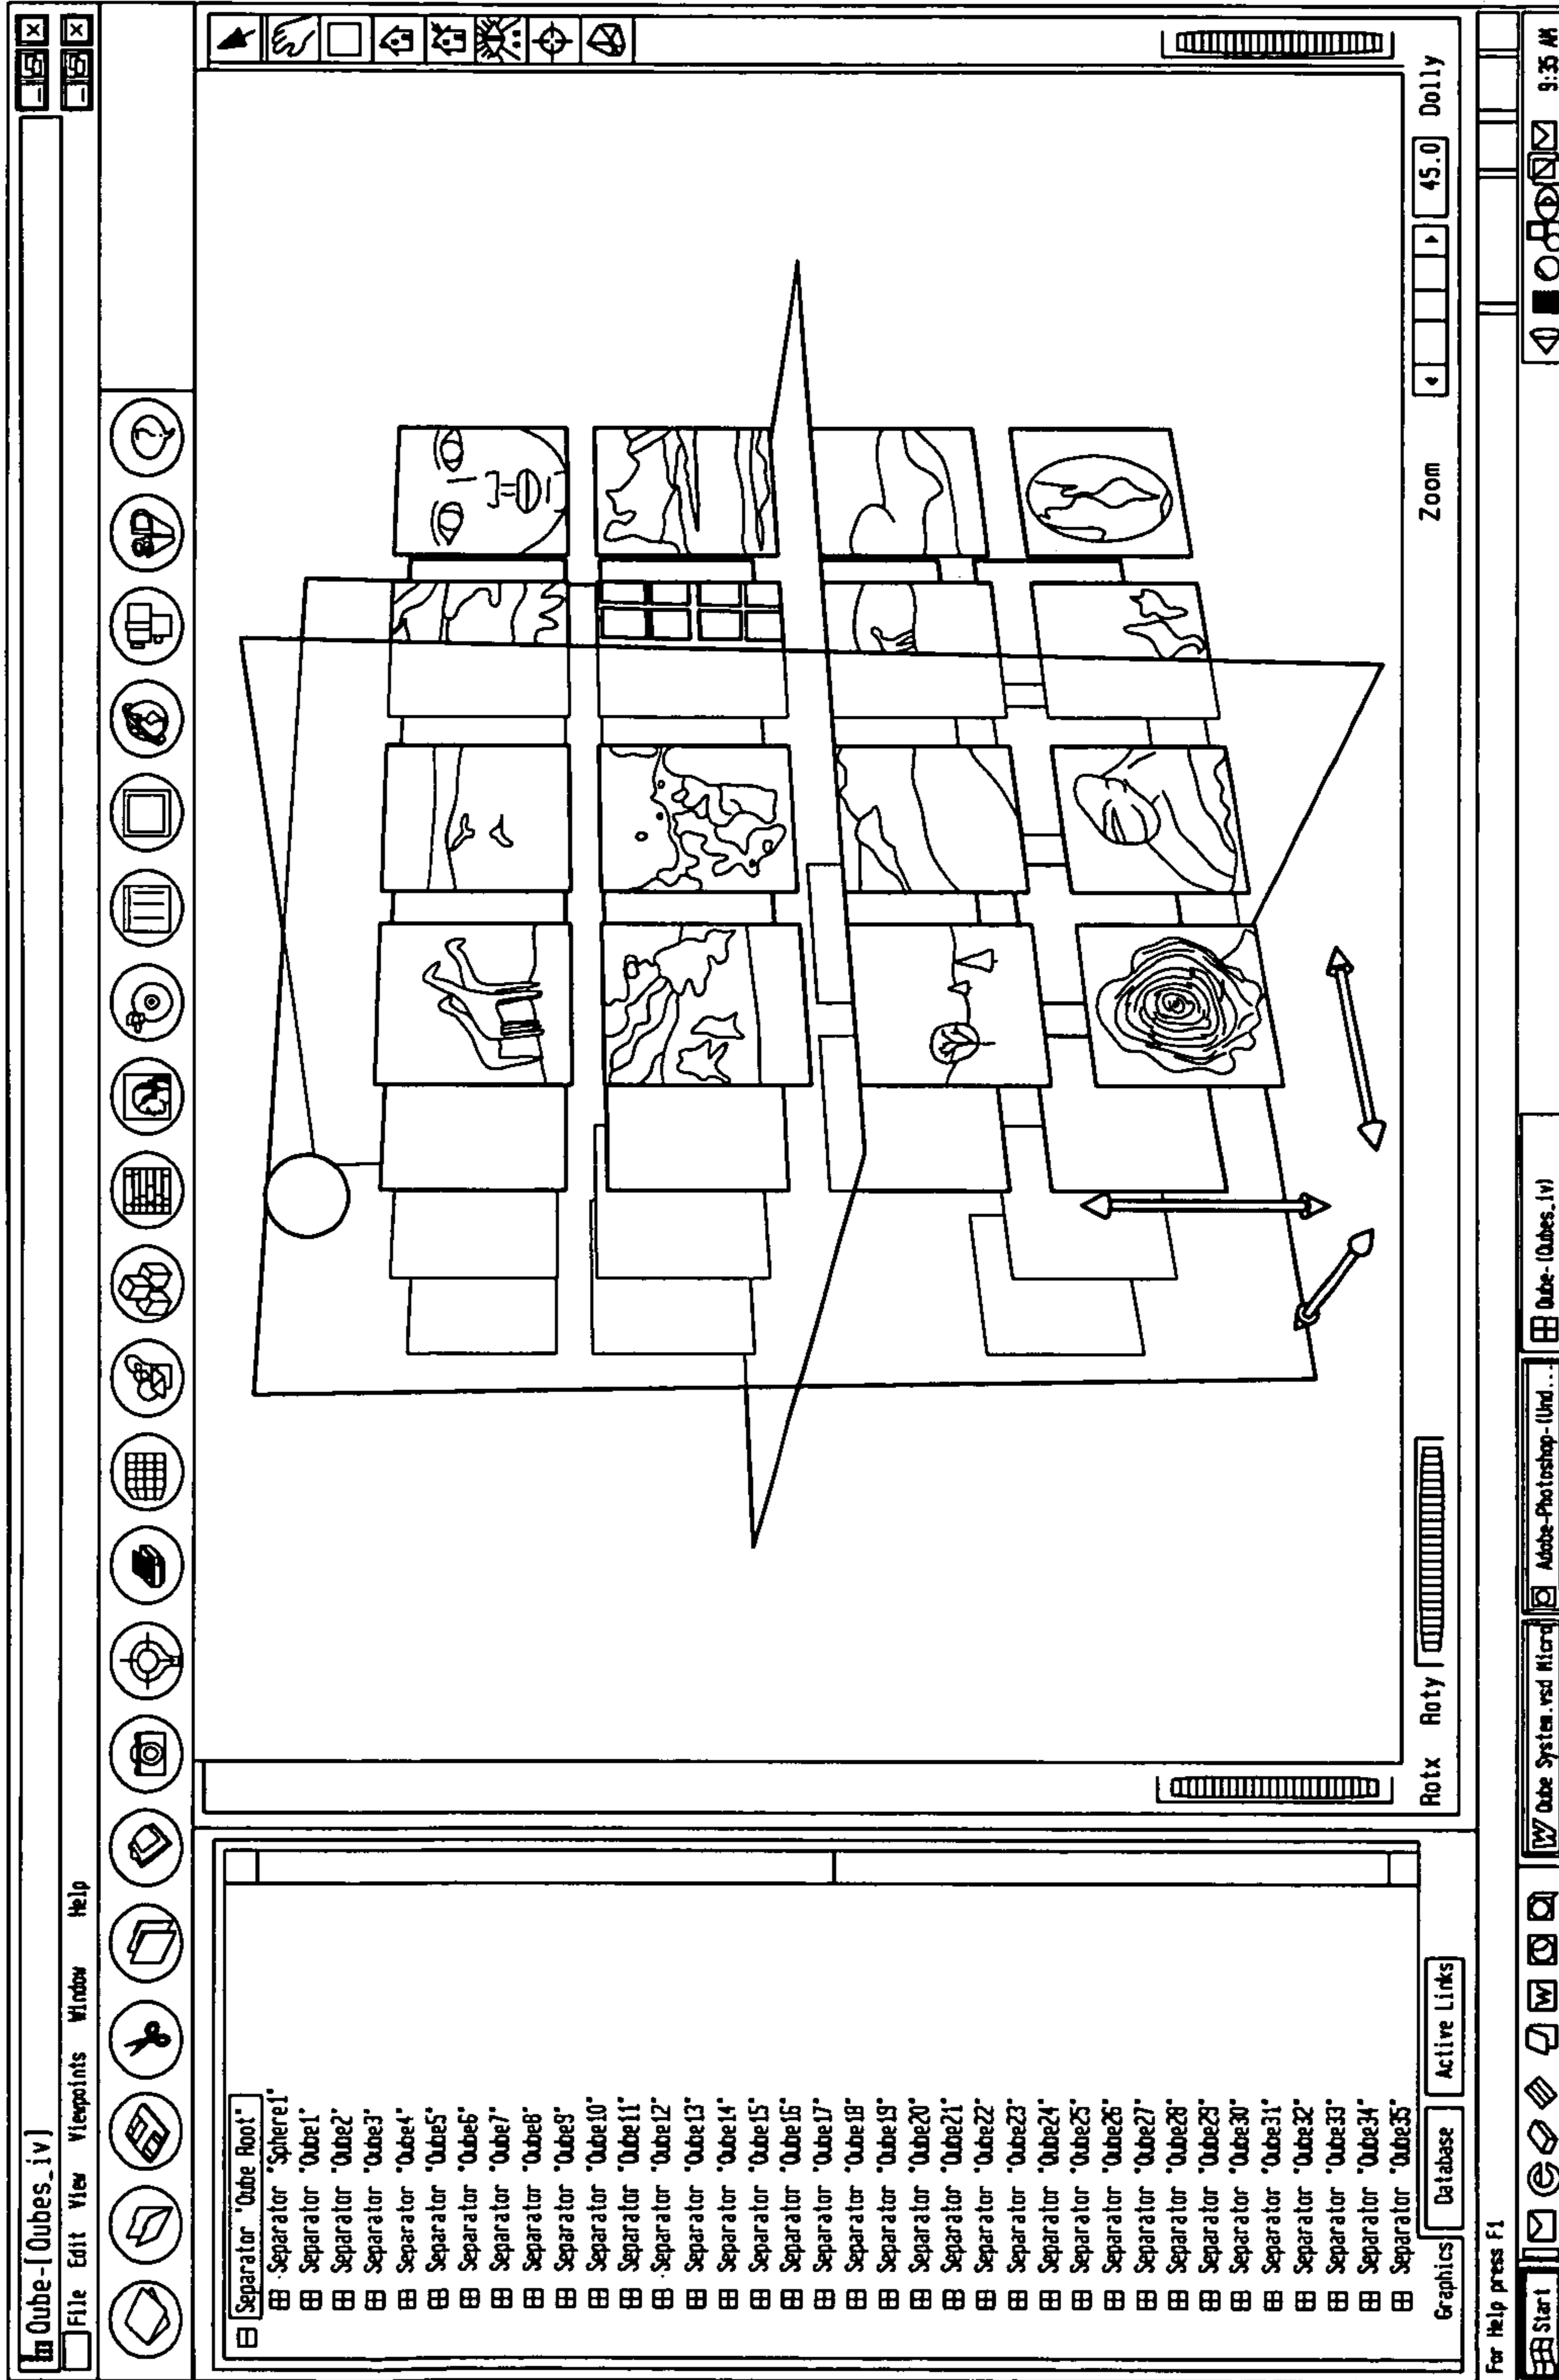 Qube-[Qubes_iv]
File Edit View Viewpoints Window Help
3D
Separator "Qube Root"
Separator "Sphere1"
Separator "Qube1"
Separator "Qube2"
Separator "Qube3"
Separator "Qube4"
Separator "Qube5"
Separator "Qube6"
Separator "Qube7"
Separator "Qube8"
Separator "Qube9"
Separator "Qube10"
Separator "Qube11"
Separator "Qube12"
Separator "Qube13"
Separator "Qube14"
Separator "Qube15"
Separator "Qube16"
Separator "Qube17"
Separator "Qube18"
Separator "Qube19"
Separator "Qube20"
Separator "Qube21"
Separator "Qube22"
Separator "Qube23"
Separator "Qube24"
Separator "Qube25"
Separator "Qube26"
Separator "Qube27"
Separator "Qube28"
Separator "Qube29"
Separator "Qube30"
Separator "Qube31"
Separator "Qube32"
Separator "Qube33"
Separator "Qube34"
Separator "Qube35"
Graphics Database Active Links
Rotx Roty Zoom 45.0 Dolly
For Help press F1
Start W Qube System.vsd Micro Adobe-Photoshop-(Und... Qube-(Qubes_iv) 9:35 AM